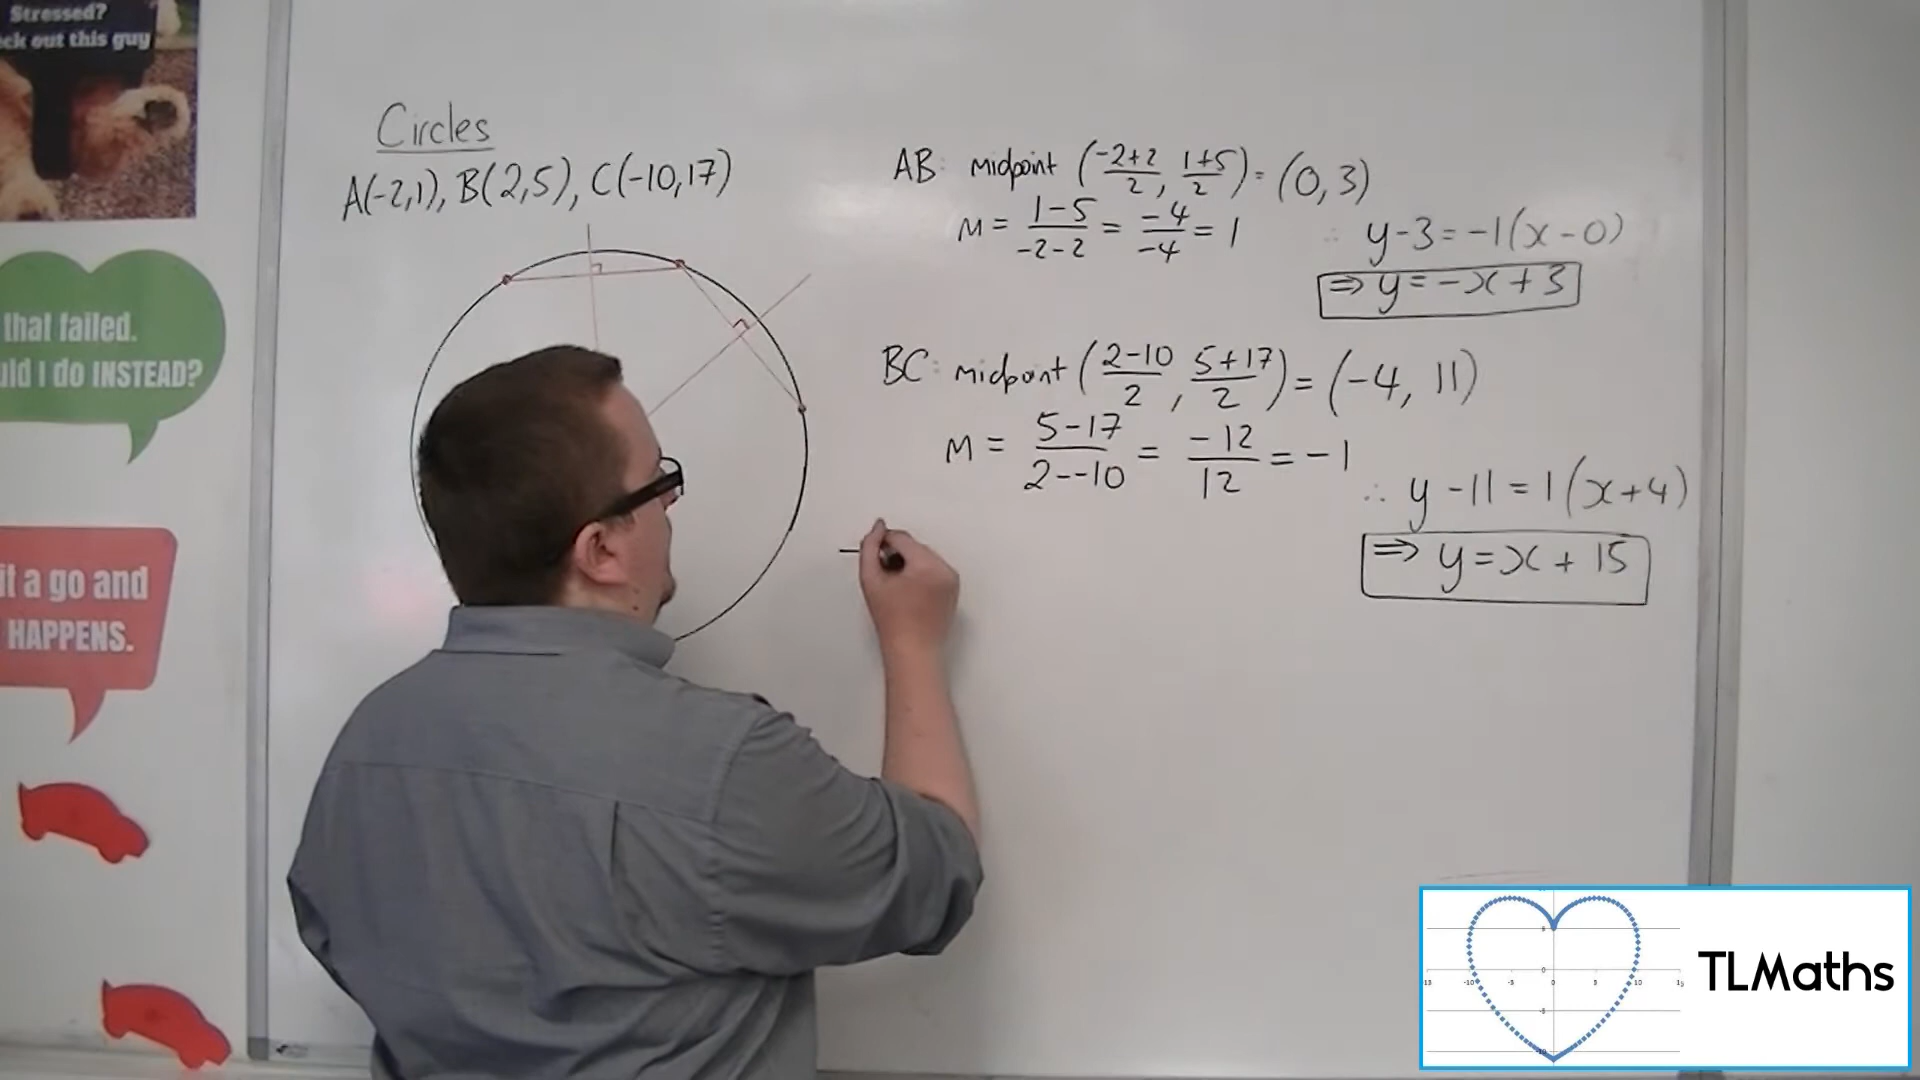 Stressed?
eck out this guy
that failed.
uld I do INSTEAD?
it a go and
HAPPENS.
Circles
A(-2,1), B(2,5), C(-10,17)
AB: midpoint (-2+2/2, 1+5/2) = (0,3)
M = 1-5/-2-2 = -4/-4 = 1
∴ y-3=-1(x-0)
⇒ y=-x+3
BC: midpoint (2-10/2, 5+17/2) = (-4, 11)
M = 5-17/2--10 = -12/12 = -1
∴ y-11=1(x+4)
⇒ y=x+15
TLMaths